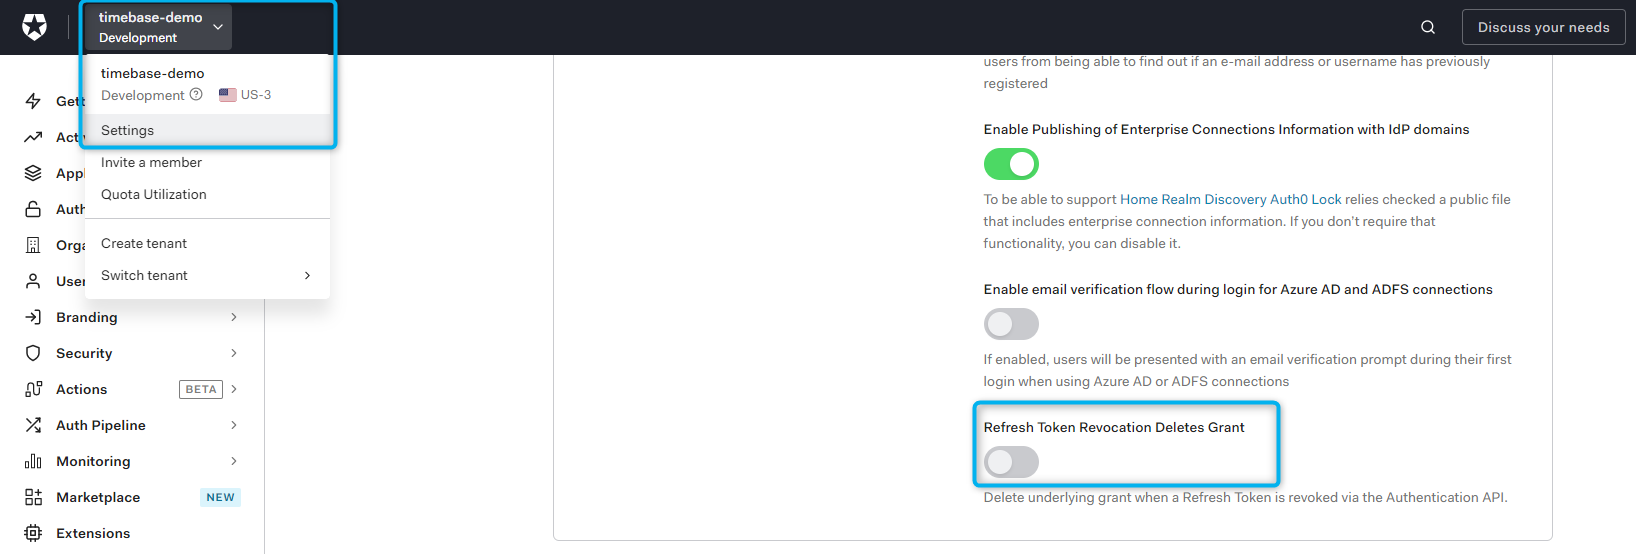 timebase-demo
Development
Discuss your needs
timebase-demo
Development
US-3
Settings
Invite a member
Quota Utilization
Create tenant
Switch tenant
Branding
Security
Actions
BETA
Auth Pipeline
Monitoring
Marketplace
NEW
Extensions
users from being able to find out if an e-mail address or username has previously
registered
Enable Publishing of Enterprise Connections Information with IdP domains
To be able to support Home Realm Discovery Auth0 Lock relies checked a public file
that includes enterprise connection information. If you don't require that
functionality, you can disable it.
Enable email verification flow during login for Azure AD and ADFS connections
If enabled, users will be presented with an email verification prompt during their first
login when using Azure AD or ADFS connections
Refresh Token Revocation Deletes Grant
Delete underlying grant when a Refresh Token is revoked via the Authentication API.